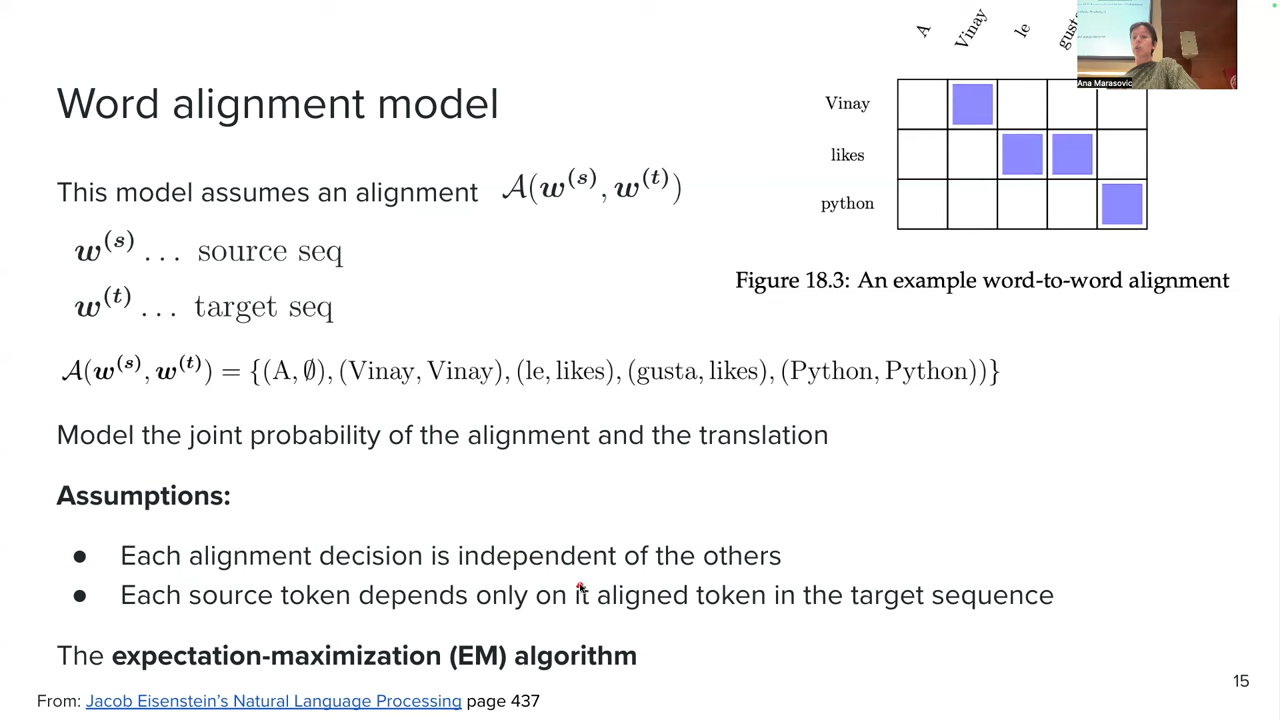 A Vinay le gusta
Word alignment model
Ana Marasovic
Vinay
likes
python
This model assumes an alignment 𝒜(w^(s), w^(t))
w^(s) ... source seq
w^(t) ... target seq
Figure 18.3: An example word-to-word alignment
𝒜(w^(s), w^(t)) = {(A, ∅), (Vinay, Vinay), (le, likes), (gusta, likes), (Python, Python))}
Model the joint probability of the alignment and the translation
Assumptions:
● Each alignment decision is independent of the others
● Each source token depends only on it aligned token in the target sequence
The expectation-maximization (EM) algorithm
15
From: Jacob Eisenstein's Natural Language Processing page 437